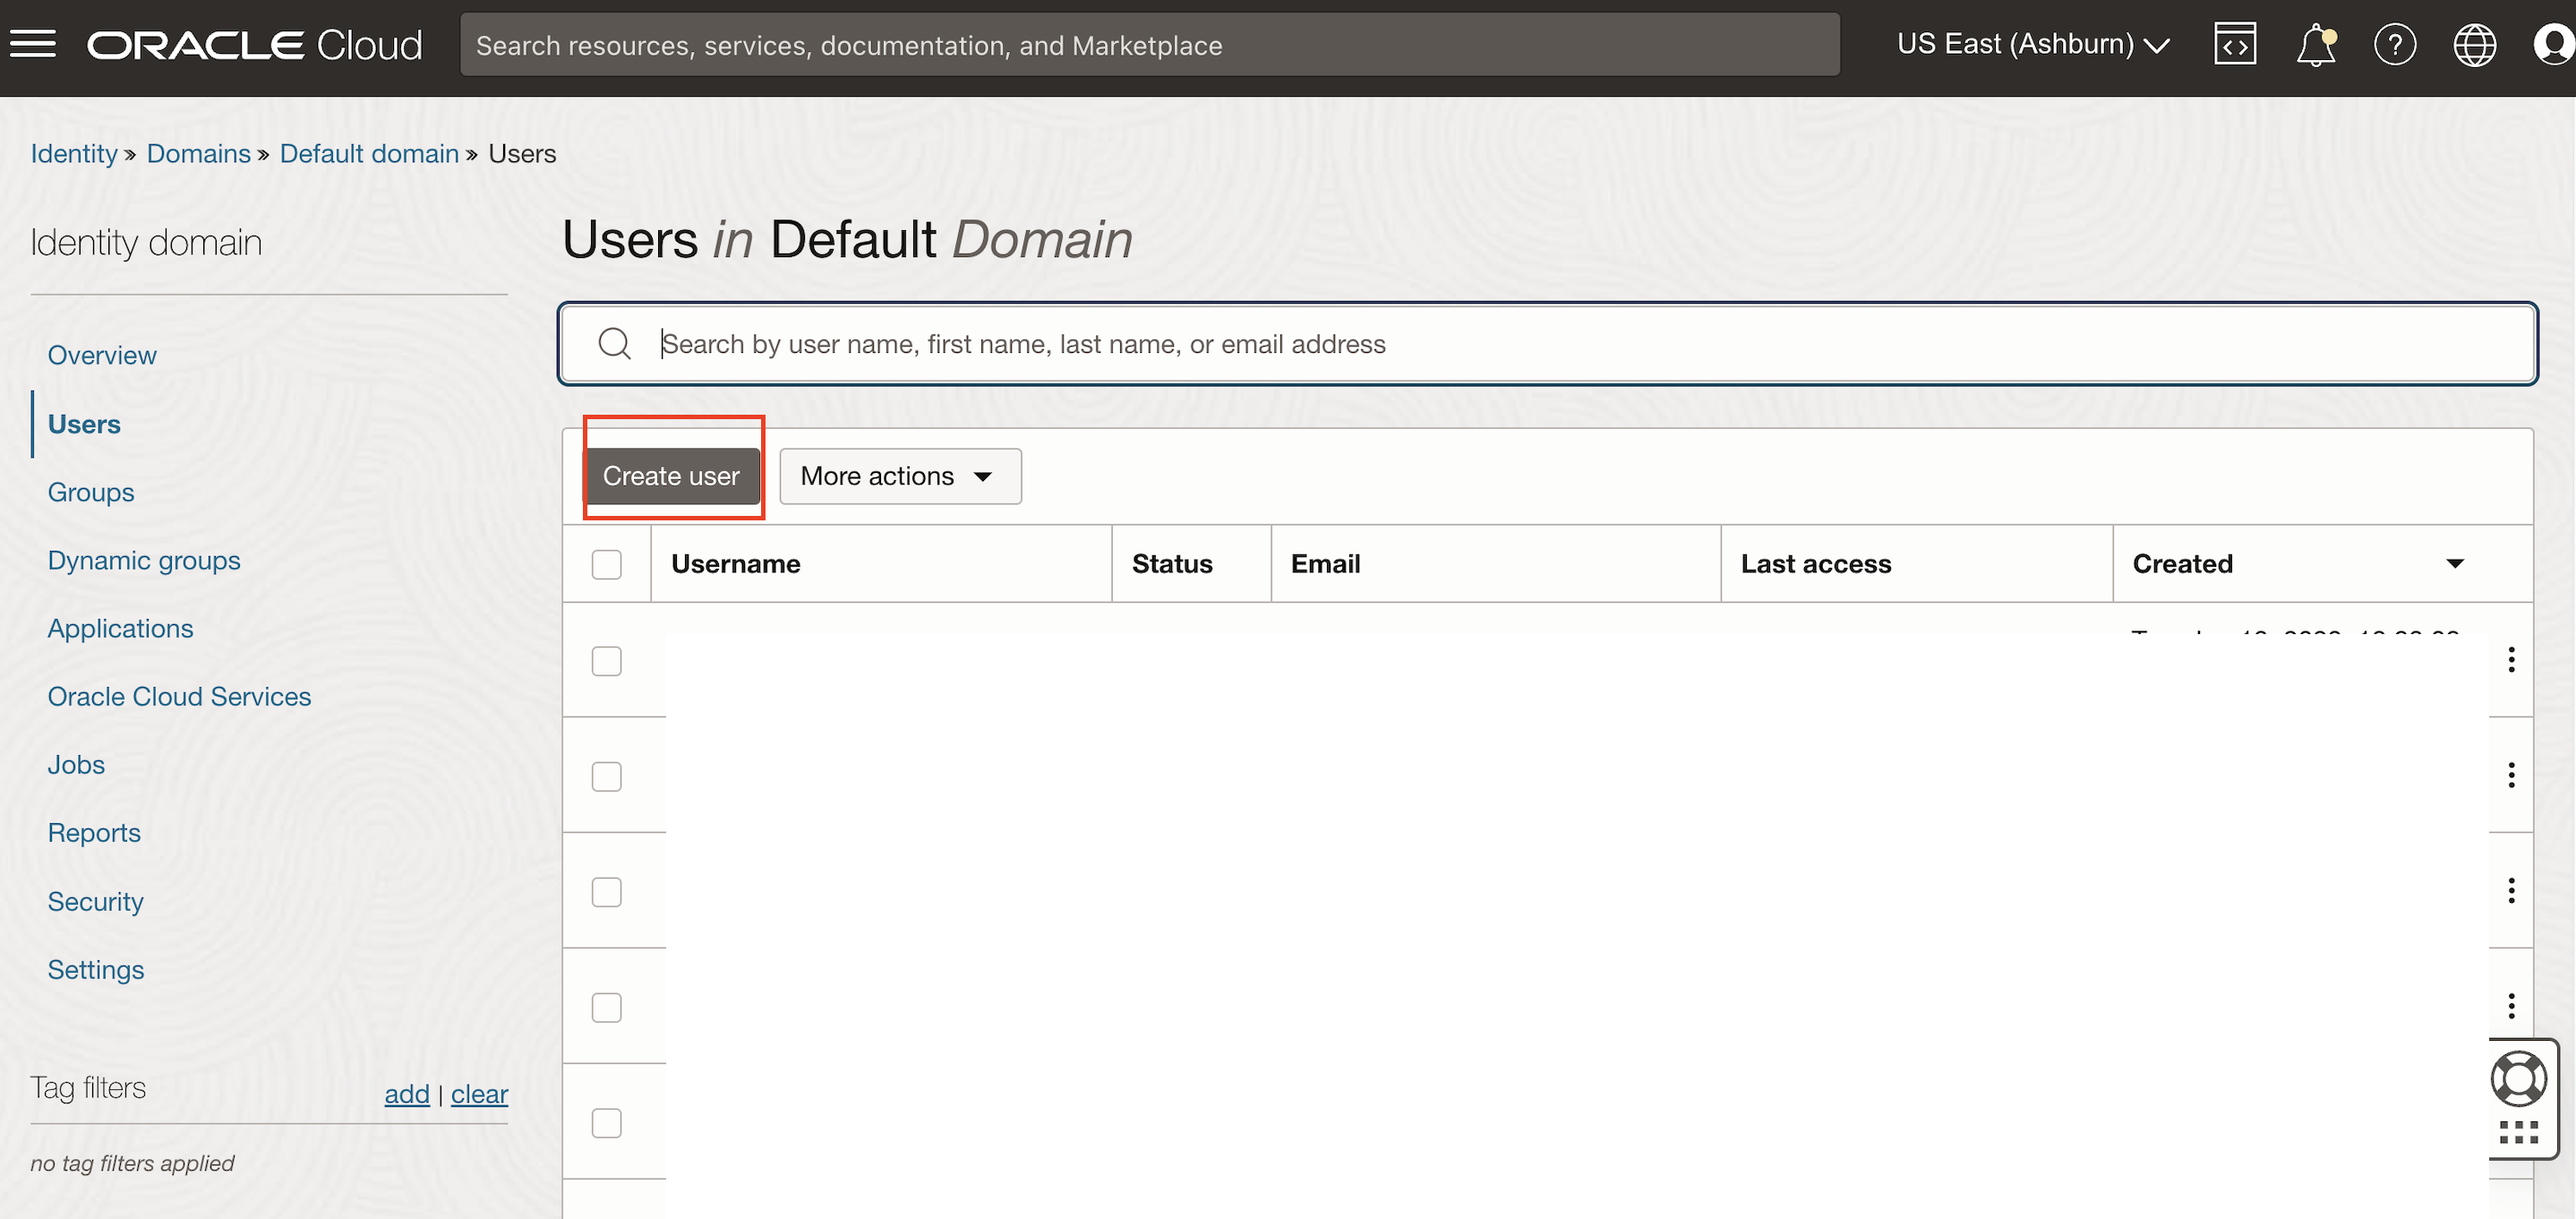 ORACLE Cloud
Search resources, services, documentation, and Marketplace
US East (Ashburn)
Identity » Domains » Default domain » Users
Identity domain
Overview
Users
Groups
Dynamic groups
Applications
Oracle Cloud Services
Jobs
Reports
Security
Settings
Tag filters
add | clear
no tag filters applied
Users in Default Domain
Search by user name, first name, last name, or email address
Create user
More actions
Username Status Email Last access Created